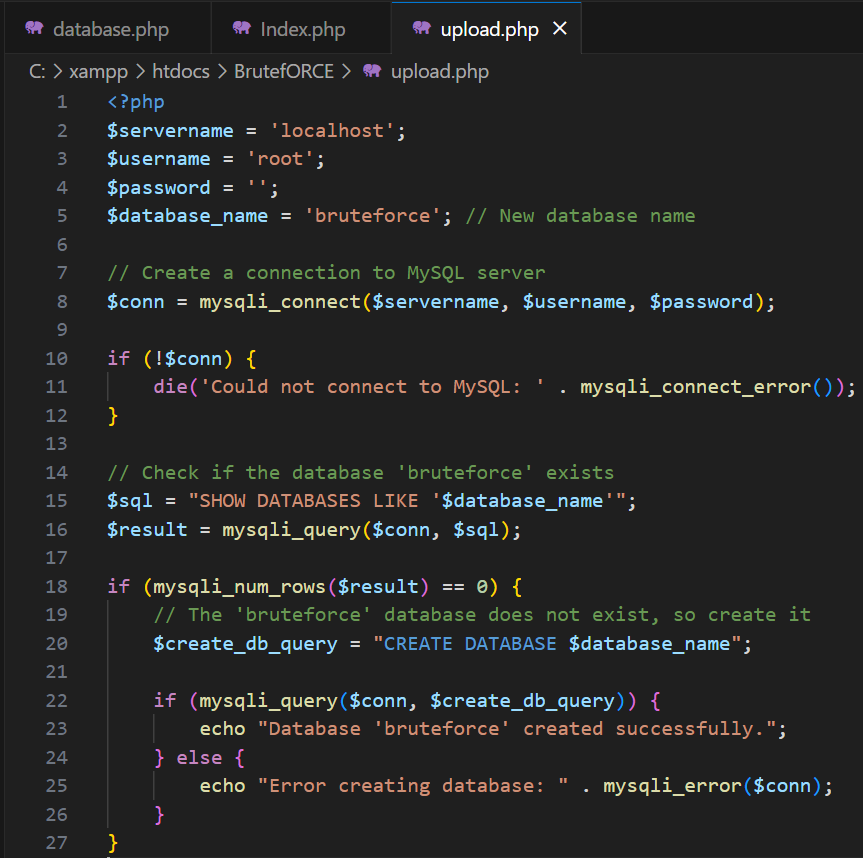 database.php Index.php upload.php ×
C: > xampp > htdocs > BrutefORCE > upload.php
1 <?php
2 $servername = 'localhost';
3 $username = 'root';
4 $password = '';
5 $database_name = 'bruteforce'; // New database name
6
7 // Create a connection to MySQL server
8 $conn = mysqli_connect($servername, $username, $password);
9
10 if (!$conn) {
11     die('Could not connect to MySQL: ' . mysqli_connect_error());
12 }
13
14 // Check if the database 'bruteforce' exists
15 $sql = "SHOW DATABASES LIKE '$database_name'";
16 $result = mysqli_query($conn, $sql);
17
18 if (mysqli_num_rows($result) == 0) {
19     // The 'bruteforce' database does not exist, so create it
20     $create_db_query = "CREATE DATABASE $database_name";
21
22     if (mysqli_query($conn, $create_db_query)) {
23         echo "Database 'bruteforce' created successfully.";
24     } else {
25         echo "Error creating database: " . mysqli_error($conn);
26     }
27 }